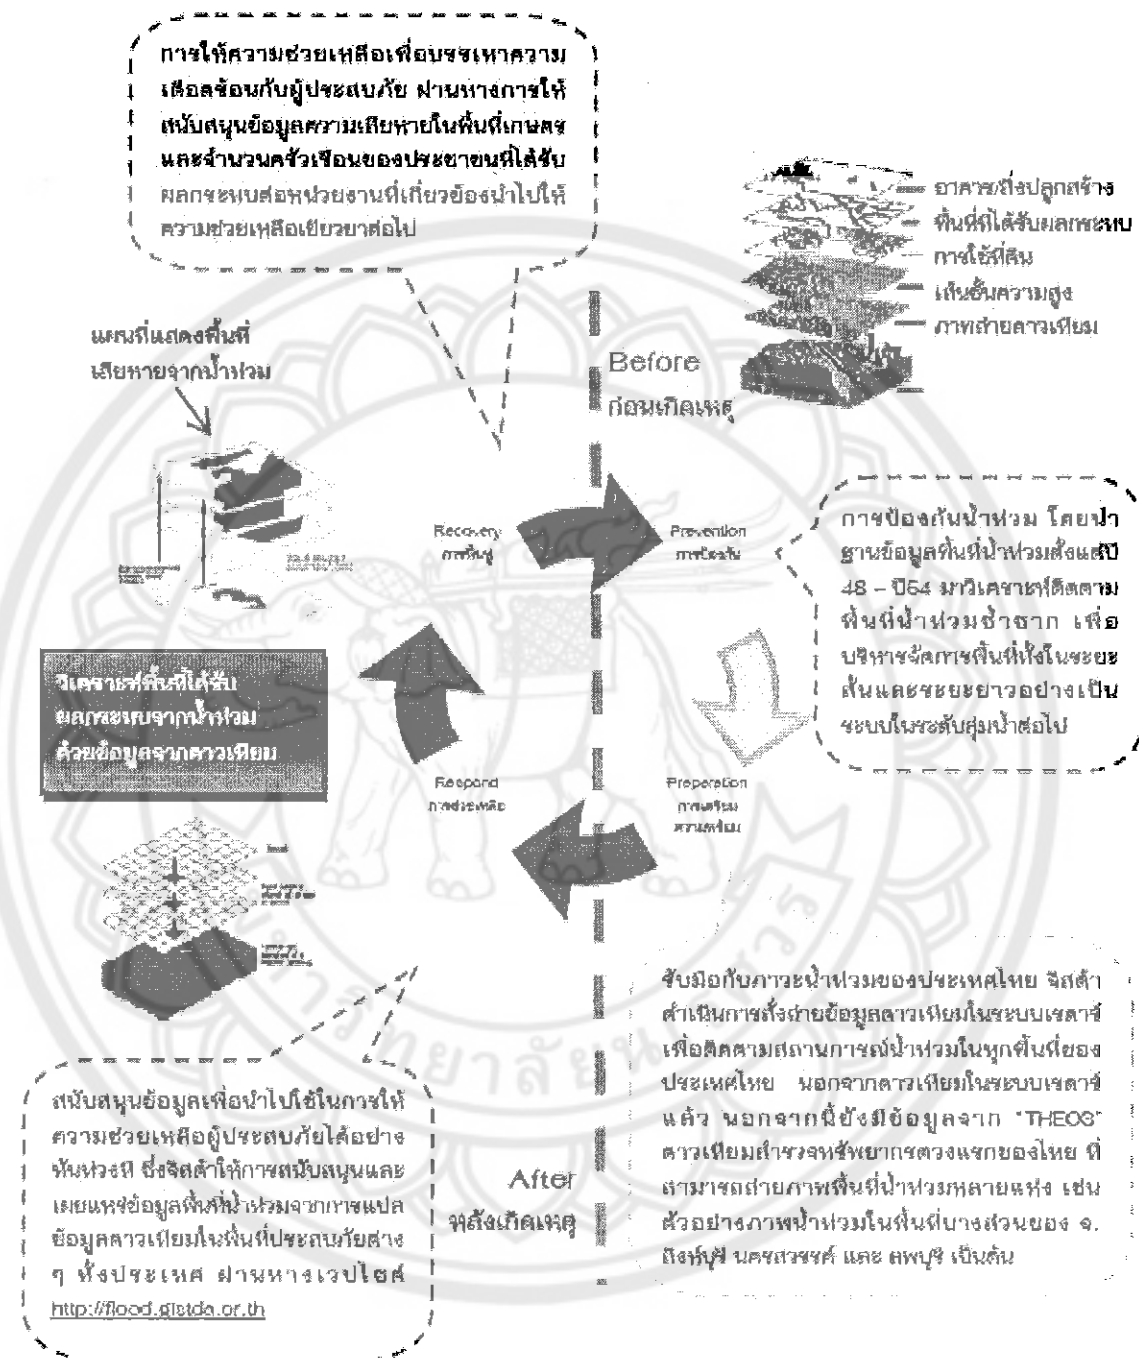 การให้ความช่วยเหลือเพื่อบรรเทาความ
เดือดร้อนกับผู้ประสบภัย ผ่านทางการให้
สนับสนุนข้อมูลความเสียหายในพื้นที่เกษตร
และจำนวนครัวเรือนของประชาชนที่ได้รับ
ผลกระทบต่อหน่วยงานที่เกี่ยวข้องนำไปให้
ความช่วยเหลือเยียวยาต่อไป
อาคารสิ่งปลูกสร้าง
พื้นที่ที่ได้รับผลกระทบ
การใช้ที่ดิน
เส้นชั้นความสูง
ภาพถ่ายดาวเทียม
แผนที่แสดงพื้นที่
เสียหายจากน้ำท่วม
Before
ก่อนเกิดเหตุ
Recovery
การฟื้นฟู
Prevention
การป้องกัน
การป้องกันน้ำท่วม โดยนำ
ฐานข้อมูลพื้นที่น้ำท่วมตั้งแต่ปี
48 – ปี54 มาวิเคราะห์ติดตาม
พื้นที่น้ำท่วมซ้ำซาก เพื่อ
บริหารจัดการพื้นที่ทั้งในระยะ
สั้นและระยะยาวอย่างเป็น
ระบบในระดับลุ่มน้ำต่อไป
วิเคราะห์พื้นที่ได้รับ
ผลกระทบจากน้ำท่วม
ด้วยข้อมูลจากดาวเทียม
Respond
การช่วยเหลือ
Preparation
การเตรียม
ความพร้อม
รับมือกับภาวะน้ำท่วมของประเทศไทย จิสด้า
ดำเนินการสั่งถ่ายข้อมูลดาวเทียมในระบบเรดาร์
เพื่อติดตามสถานการณ์น้ำท่วมในทุกพื้นที่ของ
ประเทศไทย นอกจากดาวเทียมในระบบเรดาร์
แล้ว นอกจากนี้ยังมีข้อมูลจาก "THEOS"
ดาวเทียมสำรวจทรัพยากรดวงแรกของไทย ที่
สามารถถ่ายภาพพื้นที่น้ำท่วมหลายแห่ง เช่น
ตัวอย่างภาพน้ำท่วมในพื้นที่บางส่วนของ จ.
สิงห์บุรี นครสวรรค์ และ ลพบุรี เป็นต้น
สนับสนุนข้อมูลเพื่อนำไปใช้ในการให้
ความช่วยเหลือผู้ประสบภัยได้อย่าง
ทันท่วงที ซึ่งจิสด้าให้การสนับสนุนและ
เผยแพร่ข้อมูลพื้นที่น้ำท่วมจากการแปล
ข้อมูลดาวเทียมในพื้นที่ประสบภัยต่าง
ๆ ทั้งประเทศ ผ่านทางเวปไซต์
http://flood.gistda.or.th
After
หลังเกิดเหตุ